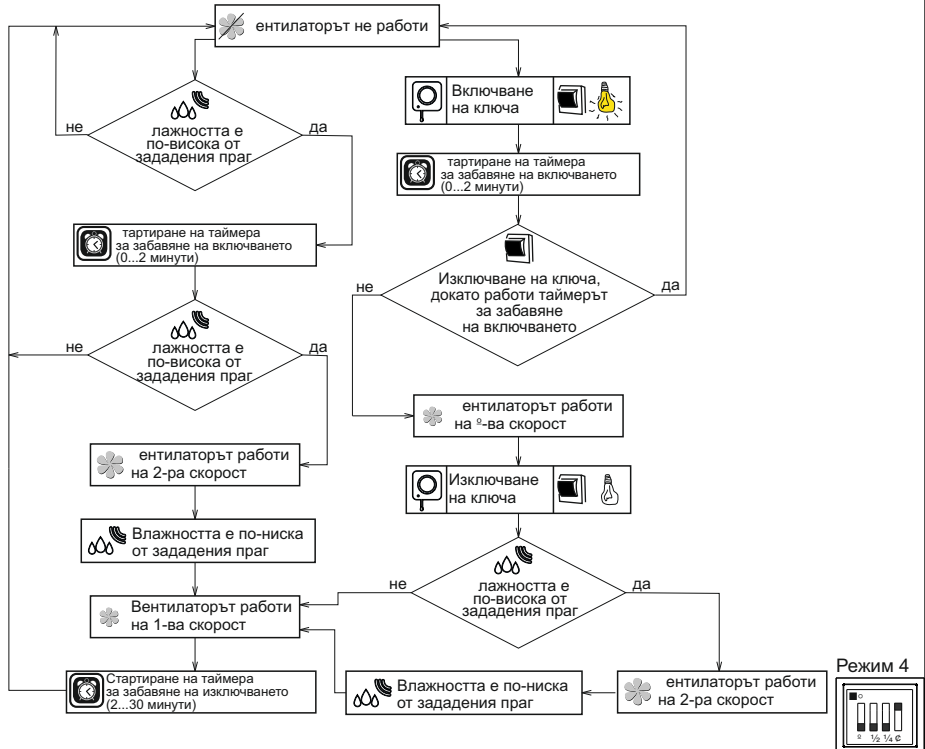 ентилаторът не работи
лажността е
по-висока от
зададения праг
не
да
Включване
на ключа
тартиране на таймера
за забавяне на включването
(0...2 минути)
тартиране на таймера
за забавяне на включването
(0...2 минути)
Изключване на ключа,
докато работи таймерът
за забавяне
на включването
не
да
лажността е
по-висока от
зададения праг
не
да
ентилаторът работи
на º-ва скорост
ентилаторът работи
на 2-ра скорост
Изключване
на ключа
Влажността е по-ниска
от зададения праг
лажността е
по-висока от
зададения праг
не
да
Вентилаторът работи
на 1-ва скорост
Стартиране на таймера
за забавяне на изключването
(2...30 минути)
Влажността е по-ниска
от зададения праг
ентилаторът работи
на 2-ра скорост
Режим 4
º ½ ¼ ¢